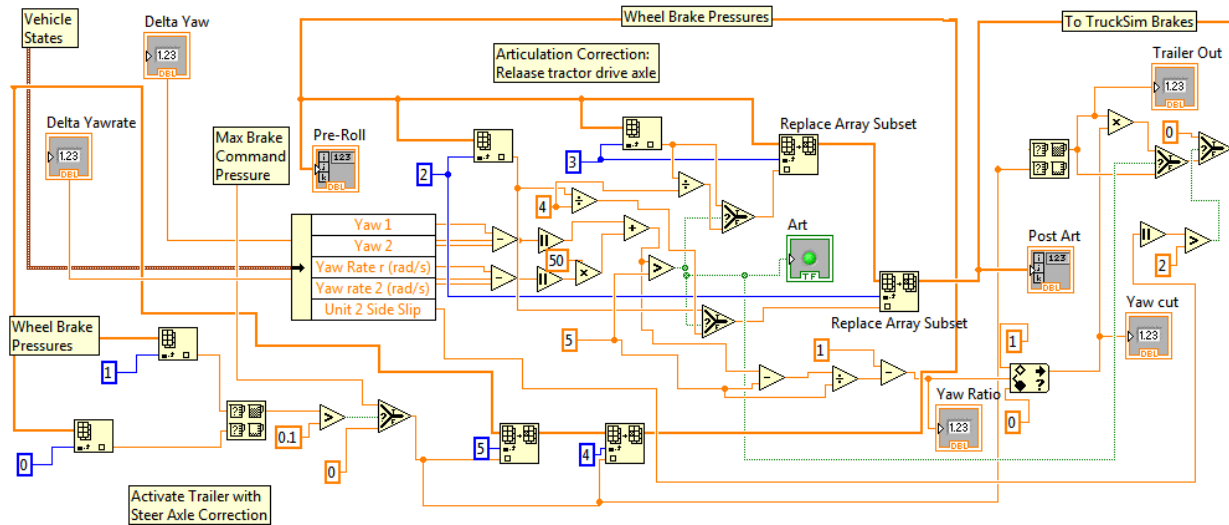 Vehicle
States
Delta Yaw
1.23
DBL
Wheel Brake Pressures
To TruckSim Brakes
Articulation Correction:
Relaase tractor drive axle
Trailer Out
1.23
DBL
Delta Yawrate
1.23
DBL
Max Brake
Command
Pressure
Pre-Roll
123
DBL
Replace Array Subset
0
2
3
4
Yaw 1
Yaw 2
Yaw Rate r (rad/s)
Yaw rate 2 (rad/s)
Unit 2 Side Slip
50
Art
TF
Post Art
123
DBL
2
Replace Array Subset
Yaw cut
1.23
DBL
Wheel Brake
Pressures
1
5
1
1
0
Yaw Ratio
1.23
DBL
0
0.1
0
5
4
Activate Trailer with
Steer Axle Correction